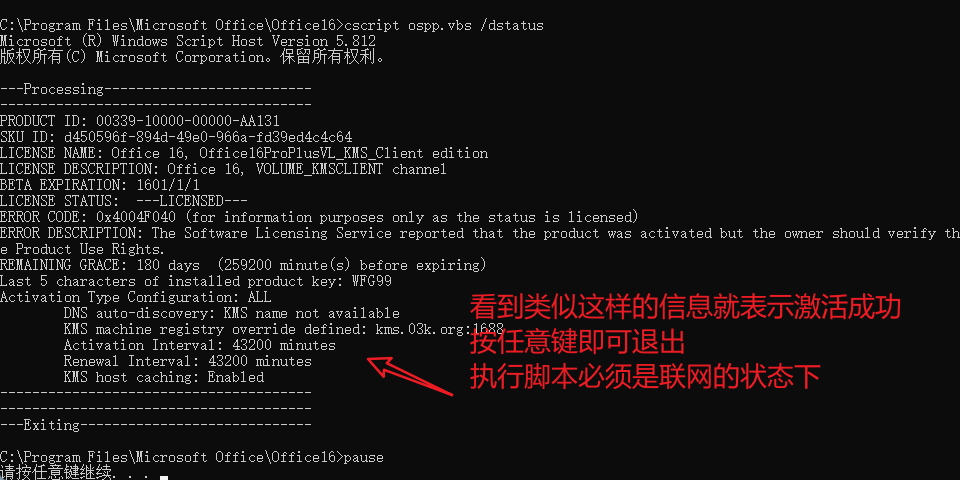 C:\Program Files\Microsoft Office\Office16>cscript ospp.vbs /dstatus
Microsoft (R) Windows Script Host Version 5.812
版权所有(C) Microsoft Corporation。保留所有权利。
---Processing--------------------------
---------------------------------------
PRODUCT ID: 00339-10000-00000-AA131
SKU ID: d450596f-894d-49e0-966a-fd39ed4c4c64
LICENSE NAME: Office 16, Office16ProPlusVL_KMS_Client edition
LICENSE DESCRIPTION: Office 16, VOLUME_KMSCLIENT channel
BETA EXPIRATION: 1601/1/1
LICENSE STATUS:  ---LICENSED---
ERROR CODE: 0x4004F040 (for information purposes only as the status is licensed)
ERROR DESCRIPTION: The Software Licensing Service reported that the product was activated but the owner should verify th
e Product Use Rights.
REMAINING GRACE: 180 days  (259200 minute(s) before expiring)
Last 5 characters of installed product key: WFG99
Activation Type Configuration: ALL
DNS auto-discovery: KMS name not available
KMS machine registry override defined: kms.03k.org:1688
Activation Interval: 43200 minutes
Renewal Interval: 43200 minutes
KMS host caching: Enabled
---------------------------------------
---------------------------------------
---Exiting-----------------------------
看到类似这样的信息就表示激活成功
按任意键即可退出
执行脚本必须是联网的状态下
C:\Program Files\Microsoft Office\Office16>pause
请按任意键继续. . .